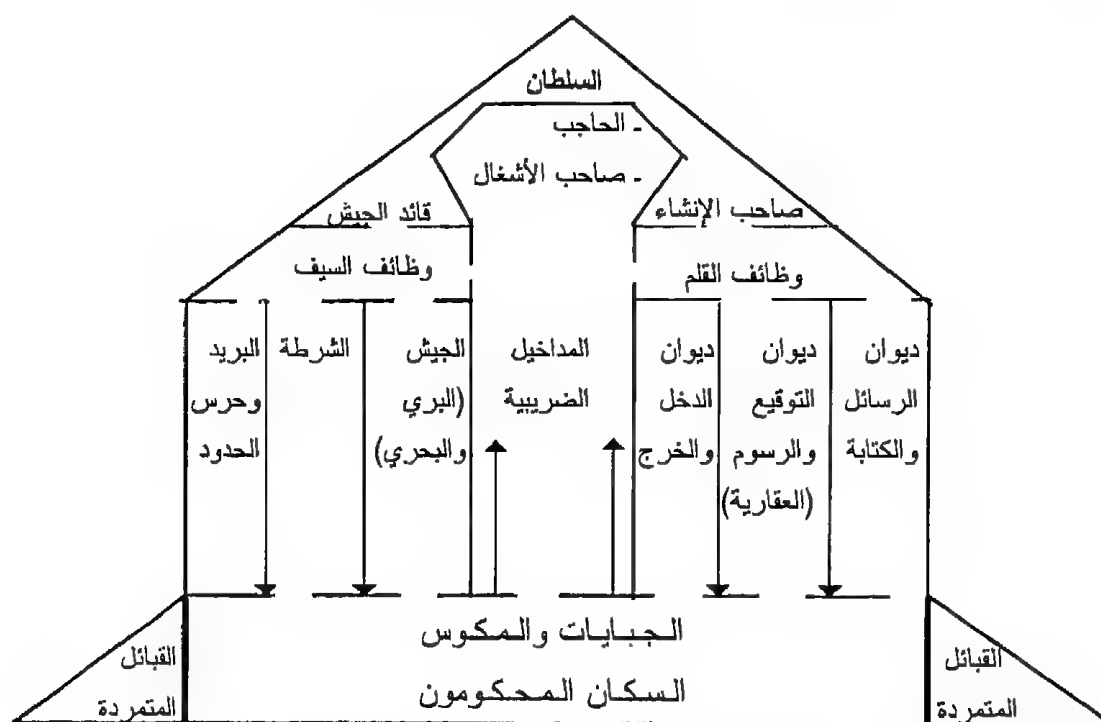 السلطان
ـ الحاجب
ـ صاحب الأشغال
صاحب الإنشاء
قائد الجيش
وظائف القلم
وظائف السيف
ديوان
الرسائل
والكتابة
ديوان
التوقيع
والرسوم
(العقارية)
ديوان
الدخل
والخرج
المداخيل
الضريبية
الجيش
(البري
والبحري)
الشرطة
البريد
وحرس
الحدود
الجبايات والمكوس
السكان المحكومون
القبائل
المتمردة
القبائل
المتمردة